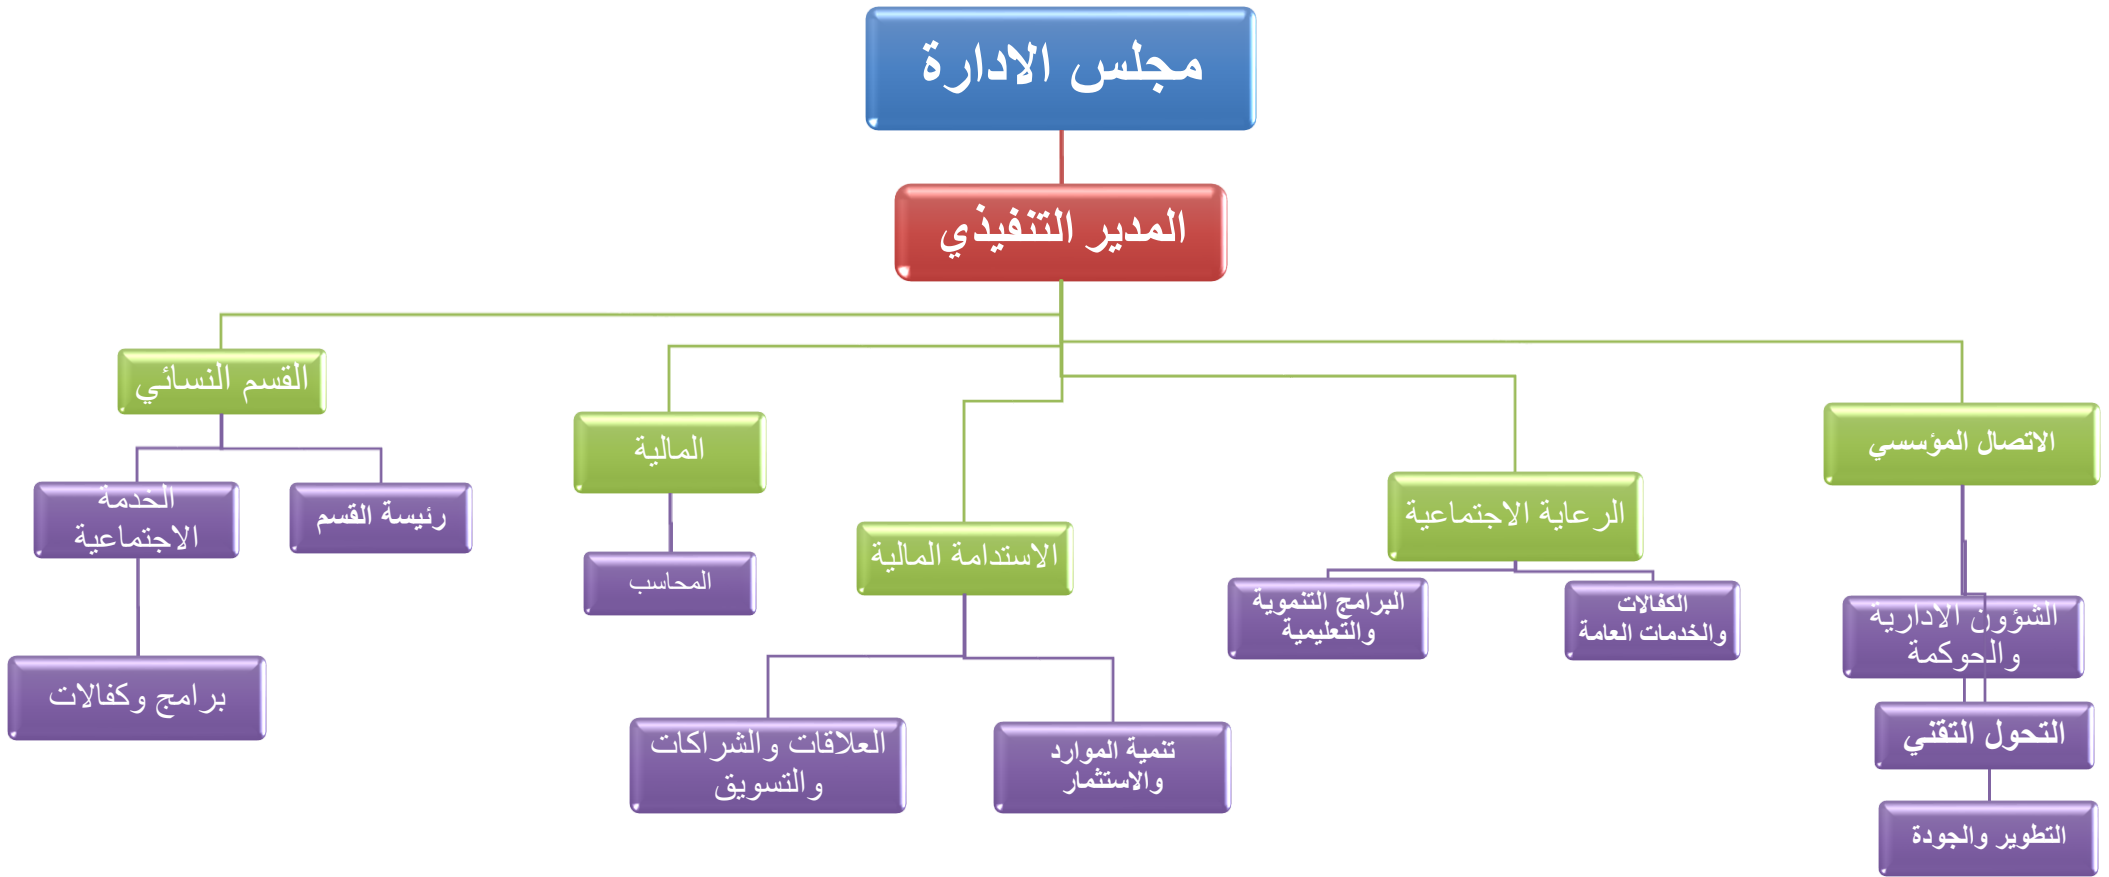 مجلس الادارة
المدير التنفيذي
الاتصال المؤسسي
الشؤون الادارية
والحوكمة
التحول التقني
التطوير والجودة
الرعاية الاجتماعية
الكفالات
والخدمات العامة
البرامج التنموية
والتعليمية
الاستدامة المالية
تنمية الموارد
والاستثمار
العلاقات والشراكات
والتسويق
المالية
المحاسب
القسم النسائي
رئيسة القسم
الخدمة
الاجتماعية
برامج وكفالات